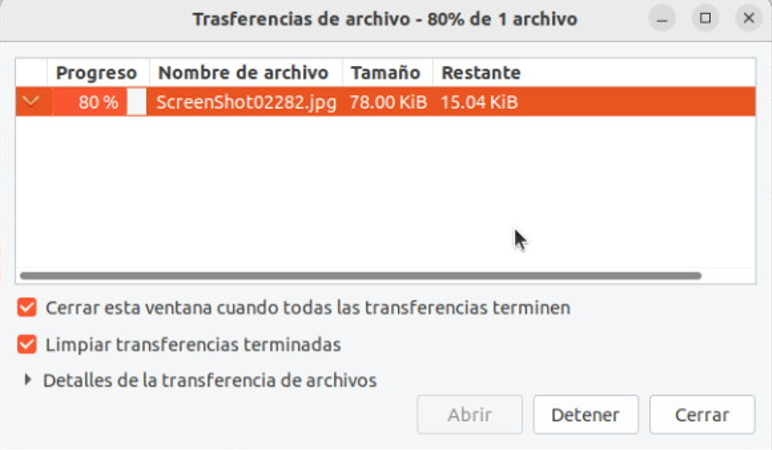 Trasferencias de archivo - 80% de 1 archivo
Progreso Nombre de archivo Tamaño Restante
80 % ScreenShot02282.jpg 78.00 KiB 15.04 KiB
Cerrar esta ventana cuando todas las transferencias terminen
Limpiar transferencias terminadas
Detalles de la transferencia de archivos
Abrir Detener Cerrar